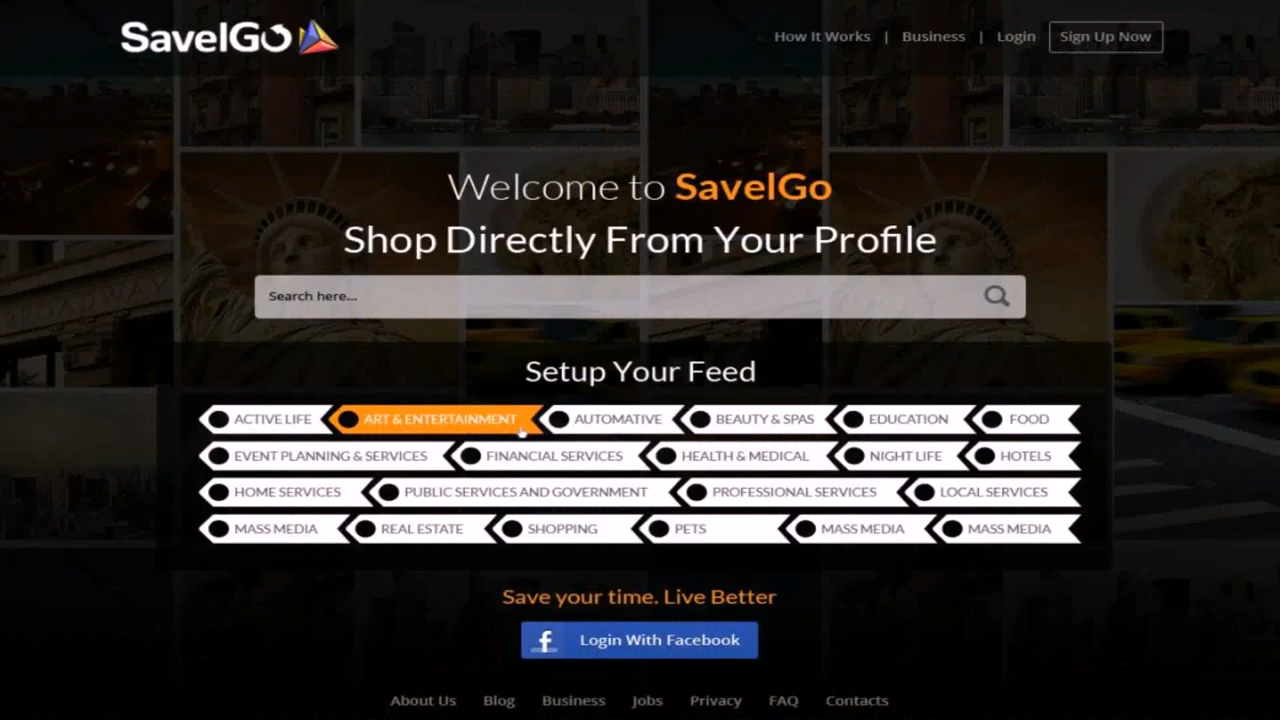 SavelGo
How It Works | Business | Login Sign Up Now
Welcome to SavelGo
Shop Directly From Your Profile
Search here...
Setup Your Feed
ACTIVE LIFE ART & ENTERTAINMENT AUTOMATIVE BEAUTY & SPAS EDUCATION FOOD
EVENT PLANNING & SERVICES FINANCIAL SERVICES HEALTH & MEDICAL NIGHT LIFE HOTELS
HOME SERVICES PUBLIC SERVICES AND GOVERNMENT PROFESSIONAL SERVICES LOCAL SERVICES
MASS MEDIA REAL ESTATE SHOPPING PETS MASS MEDIA MASS MEDIA
Save your time. Live Better
f Login With Facebook
About Us Blog Business Jobs Privacy FAQ Contacts